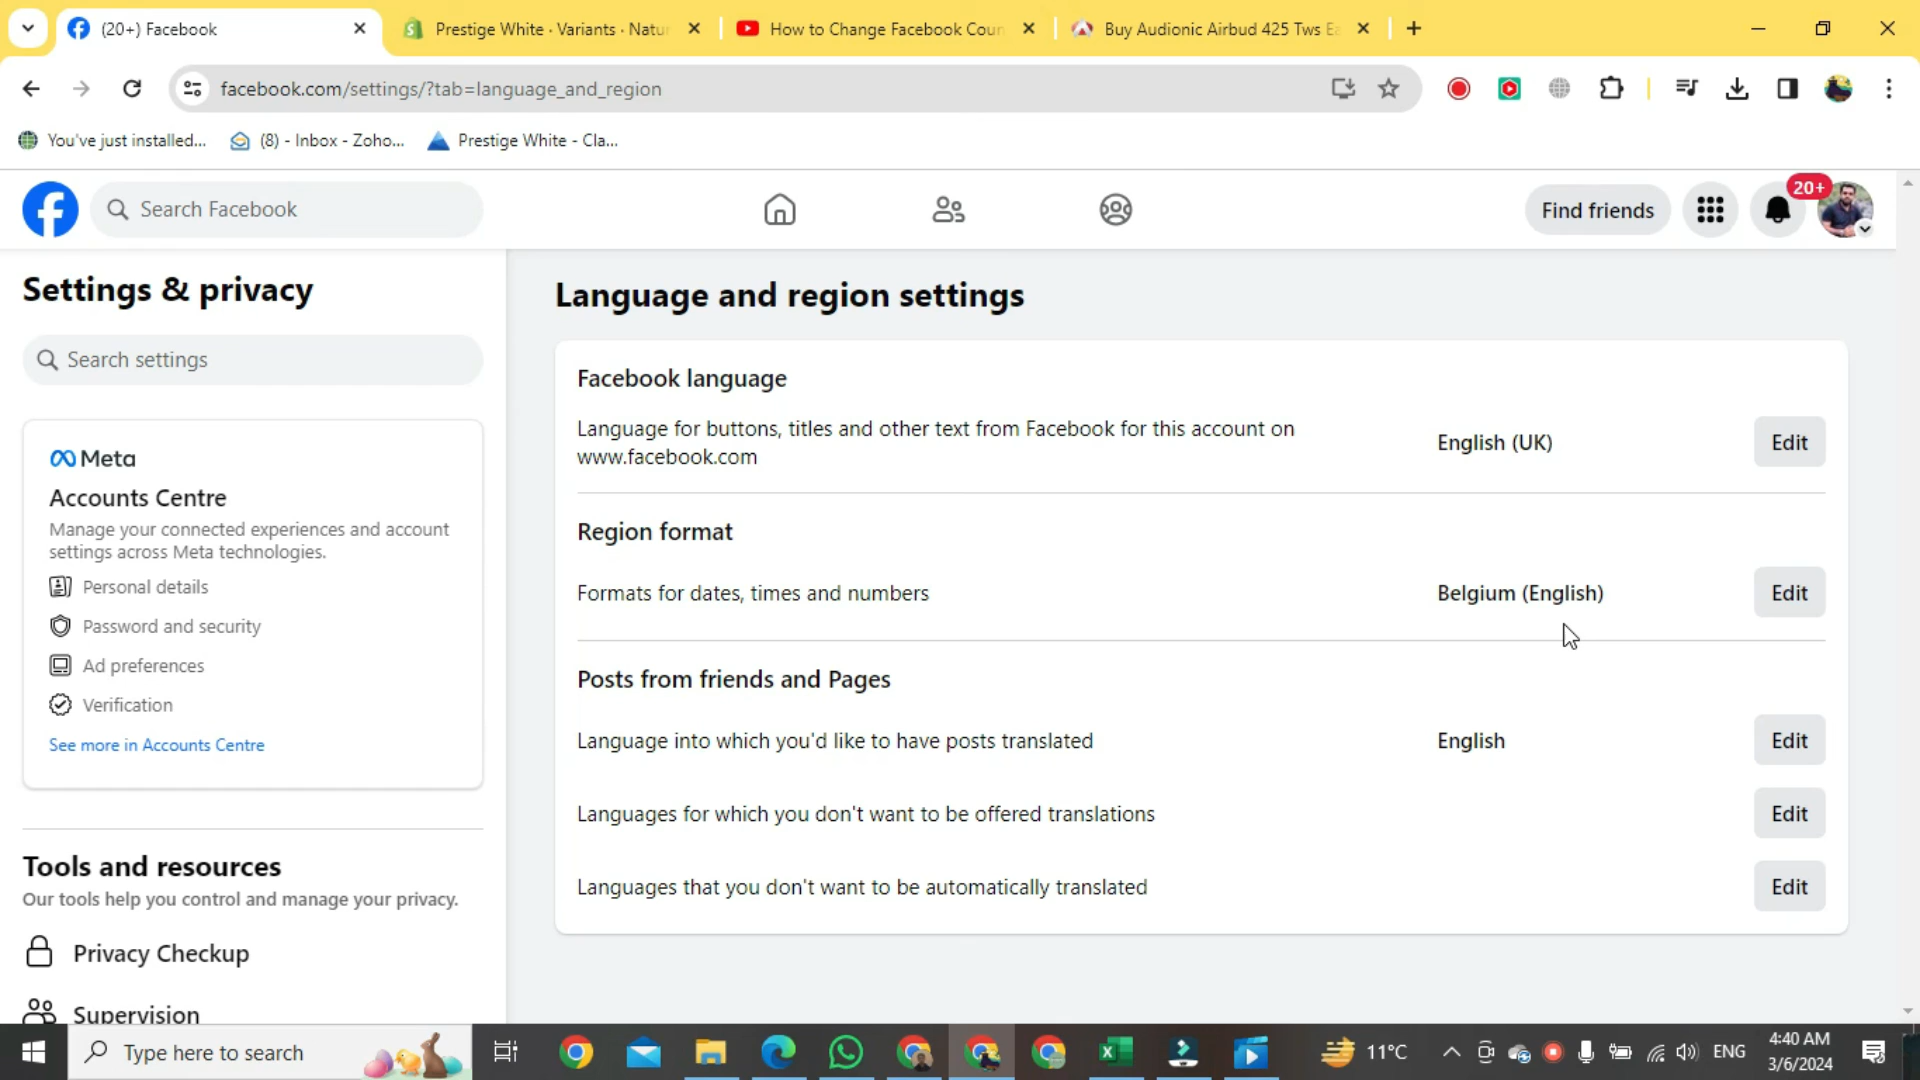 (20+) Facebook
Prestige White · Variants · Natur
How to Change Facebook Coun
Buy Audionic Airbud 425 Tws Ea
facebook.com/settings/?tab=language_and_region
You've just installed...
(8) - Inbox - Zoho...
Prestige White - Cla...
Search Facebook
Find friends
20+
Settings & privacy
Search settings
Meta
Accounts Centre
Manage your connected experiences and account
settings across Meta technologies.
Personal details
Password and security
Ad preferences
Verification
See more in Accounts Centre
Tools and resources
Our tools help you control and manage your privacy.
Privacy Checkup
Supervision
Language and region settings
Facebook language
Language for buttons, titles and other text from Facebook for this account on
www.facebook.com
English (UK)
Edit
Region format
Formats for dates, times and numbers
Belgium (English)
Edit
Posts from friends and Pages
Language into which you'd like to have posts translated
English
Edit
Languages for which you don't want to be offered translations
Edit
Languages that you don't want to be automatically translated
Edit
Type here to search
11°C
ENG
4:40 AM
3/6/2024